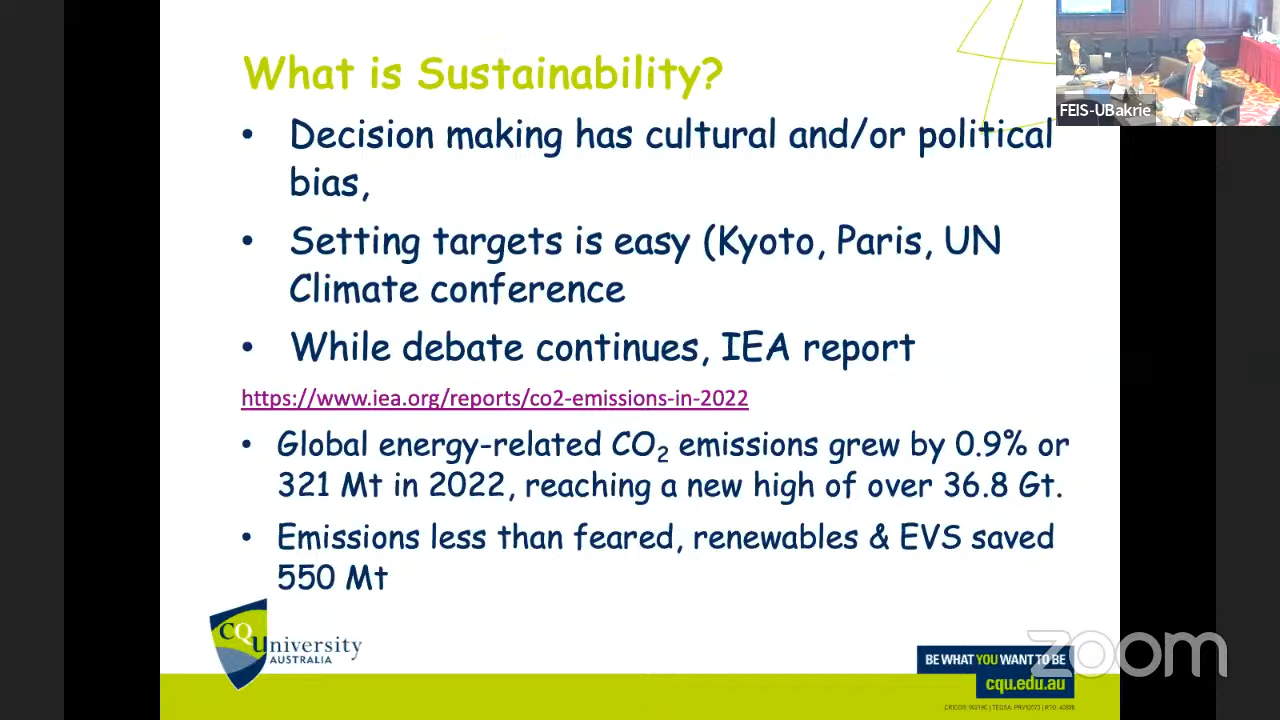 What is Sustainability?
• Decision making has cultural and/or political
bias,
• Setting targets is easy (Kyoto, Paris, UN
Climate conference
• While debate continues, IEA report
https://www.iea.org/reports/co2-emissions-in-2022
• Global energy-related CO₂ emissions grew by 0.9% or
321 Mt in 2022, reaching a new high of over 36.8 Gt.
• Emissions less than feared, renewables & EVS saved
550 Mt
FEIS-UBakrie
CQUniversity
AUSTRALIA
BE WHAT YOU WANT TO BE
cqu.edu.au
zoom